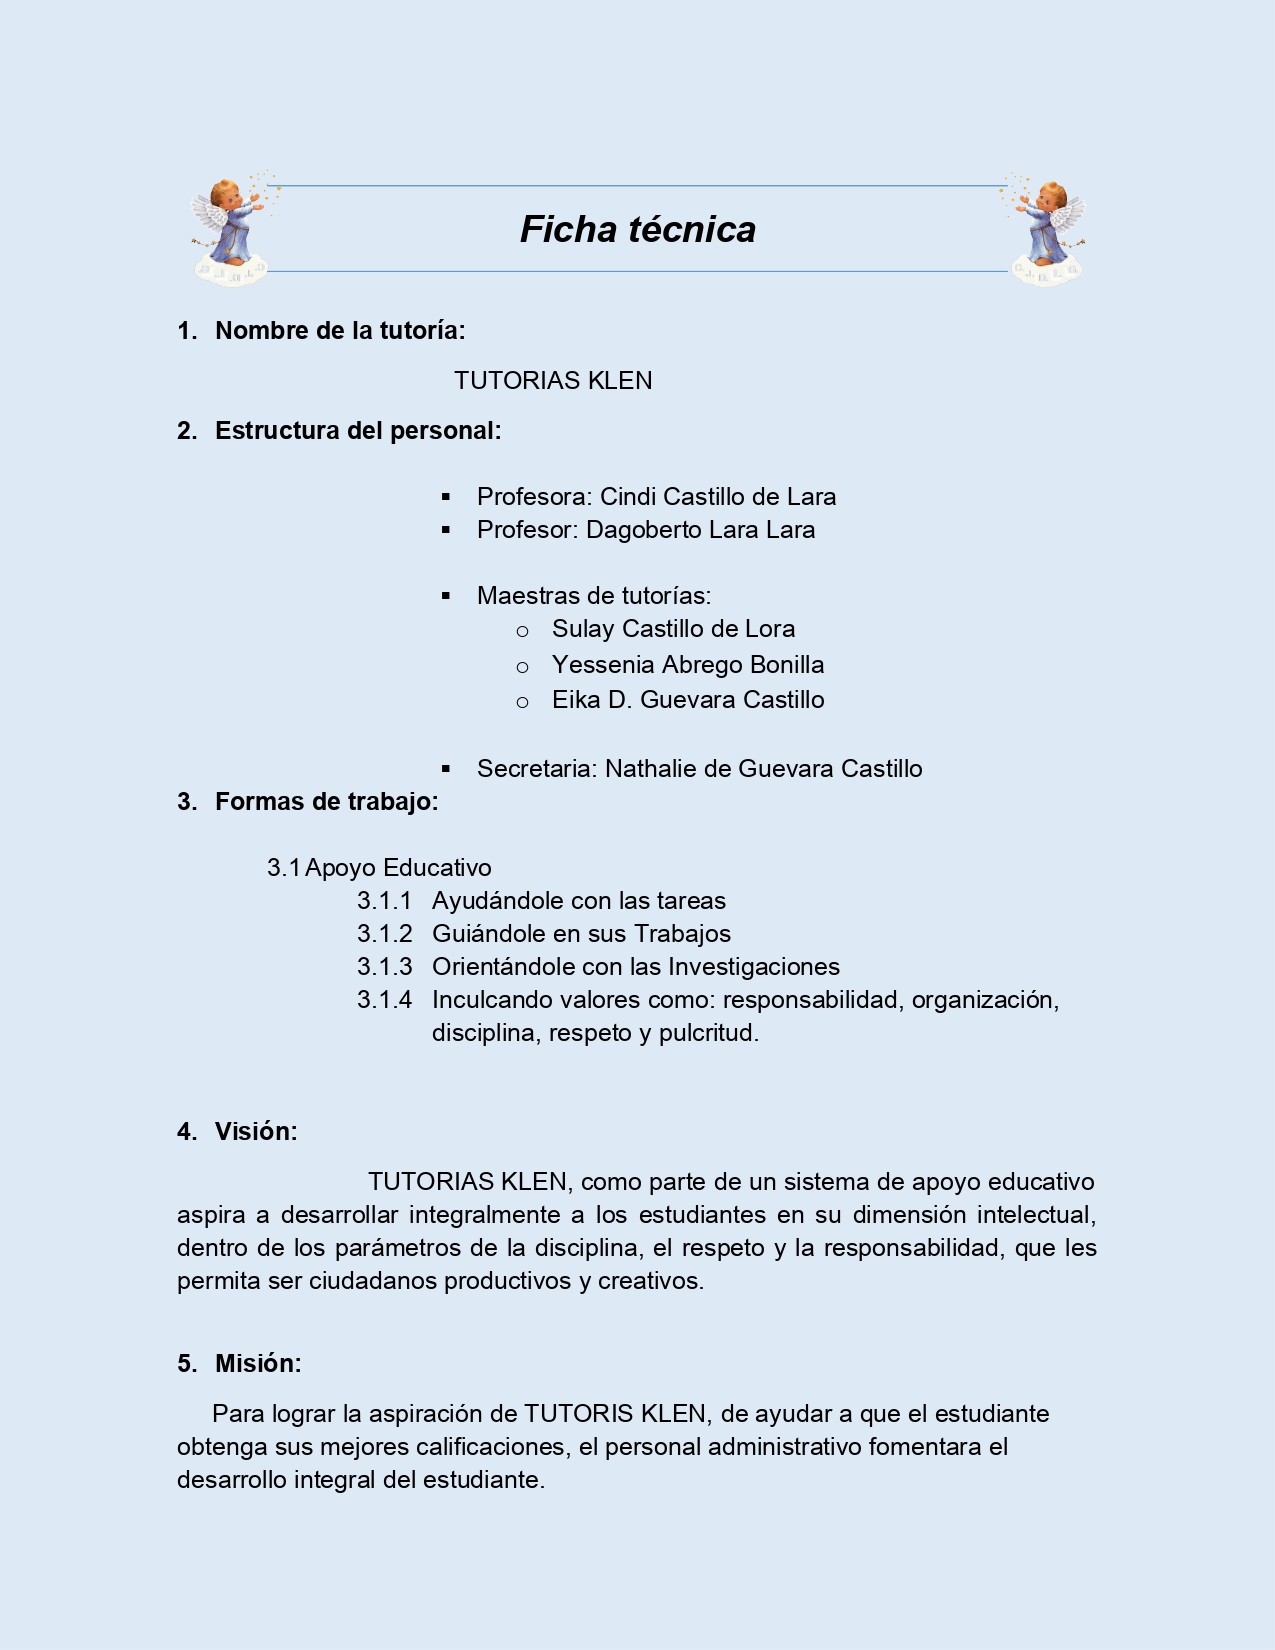 Ficha técnica
1. Nombre de la tutoría:
TUTORIAS KLEN
2. Estructura del personal:
▪ Profesora: Cindi Castillo de Lara
▪ Profesor: Dagoberto Lara Lara
▪ Maestras de tutorías:
o Sulay Castillo de Lora
o Yessenia Abrego Bonilla
o Eika D. Guevara Castillo
▪ Secretaria: Nathalie de Guevara Castillo
3. Formas de trabajo:
3.1 Apoyo Educativo
3.1.1 Ayudándole con las tareas
3.1.2 Guiándole en sus Trabajos
3.1.3 Orientándole con las Investigaciones
3.1.4 Inculcando valores como: responsabilidad, organización,
disciplina, respeto y pulcritud.
4. Visión:
TUTORIAS KLEN, como parte de un sistema de apoyo educativo
aspira a desarrollar integralmente a los estudiantes en su dimensión intelectual,
dentro de los parámetros de la disciplina, el respeto y la responsabilidad, que les
permita ser ciudadanos productivos y creativos.
5. Misión:
Para lograr la aspiración de TUTORIS KLEN, de ayudar a que el estudiante
obtenga sus mejores calificaciones, el personal administrativo fomentara el
desarrollo integral del estudiante.